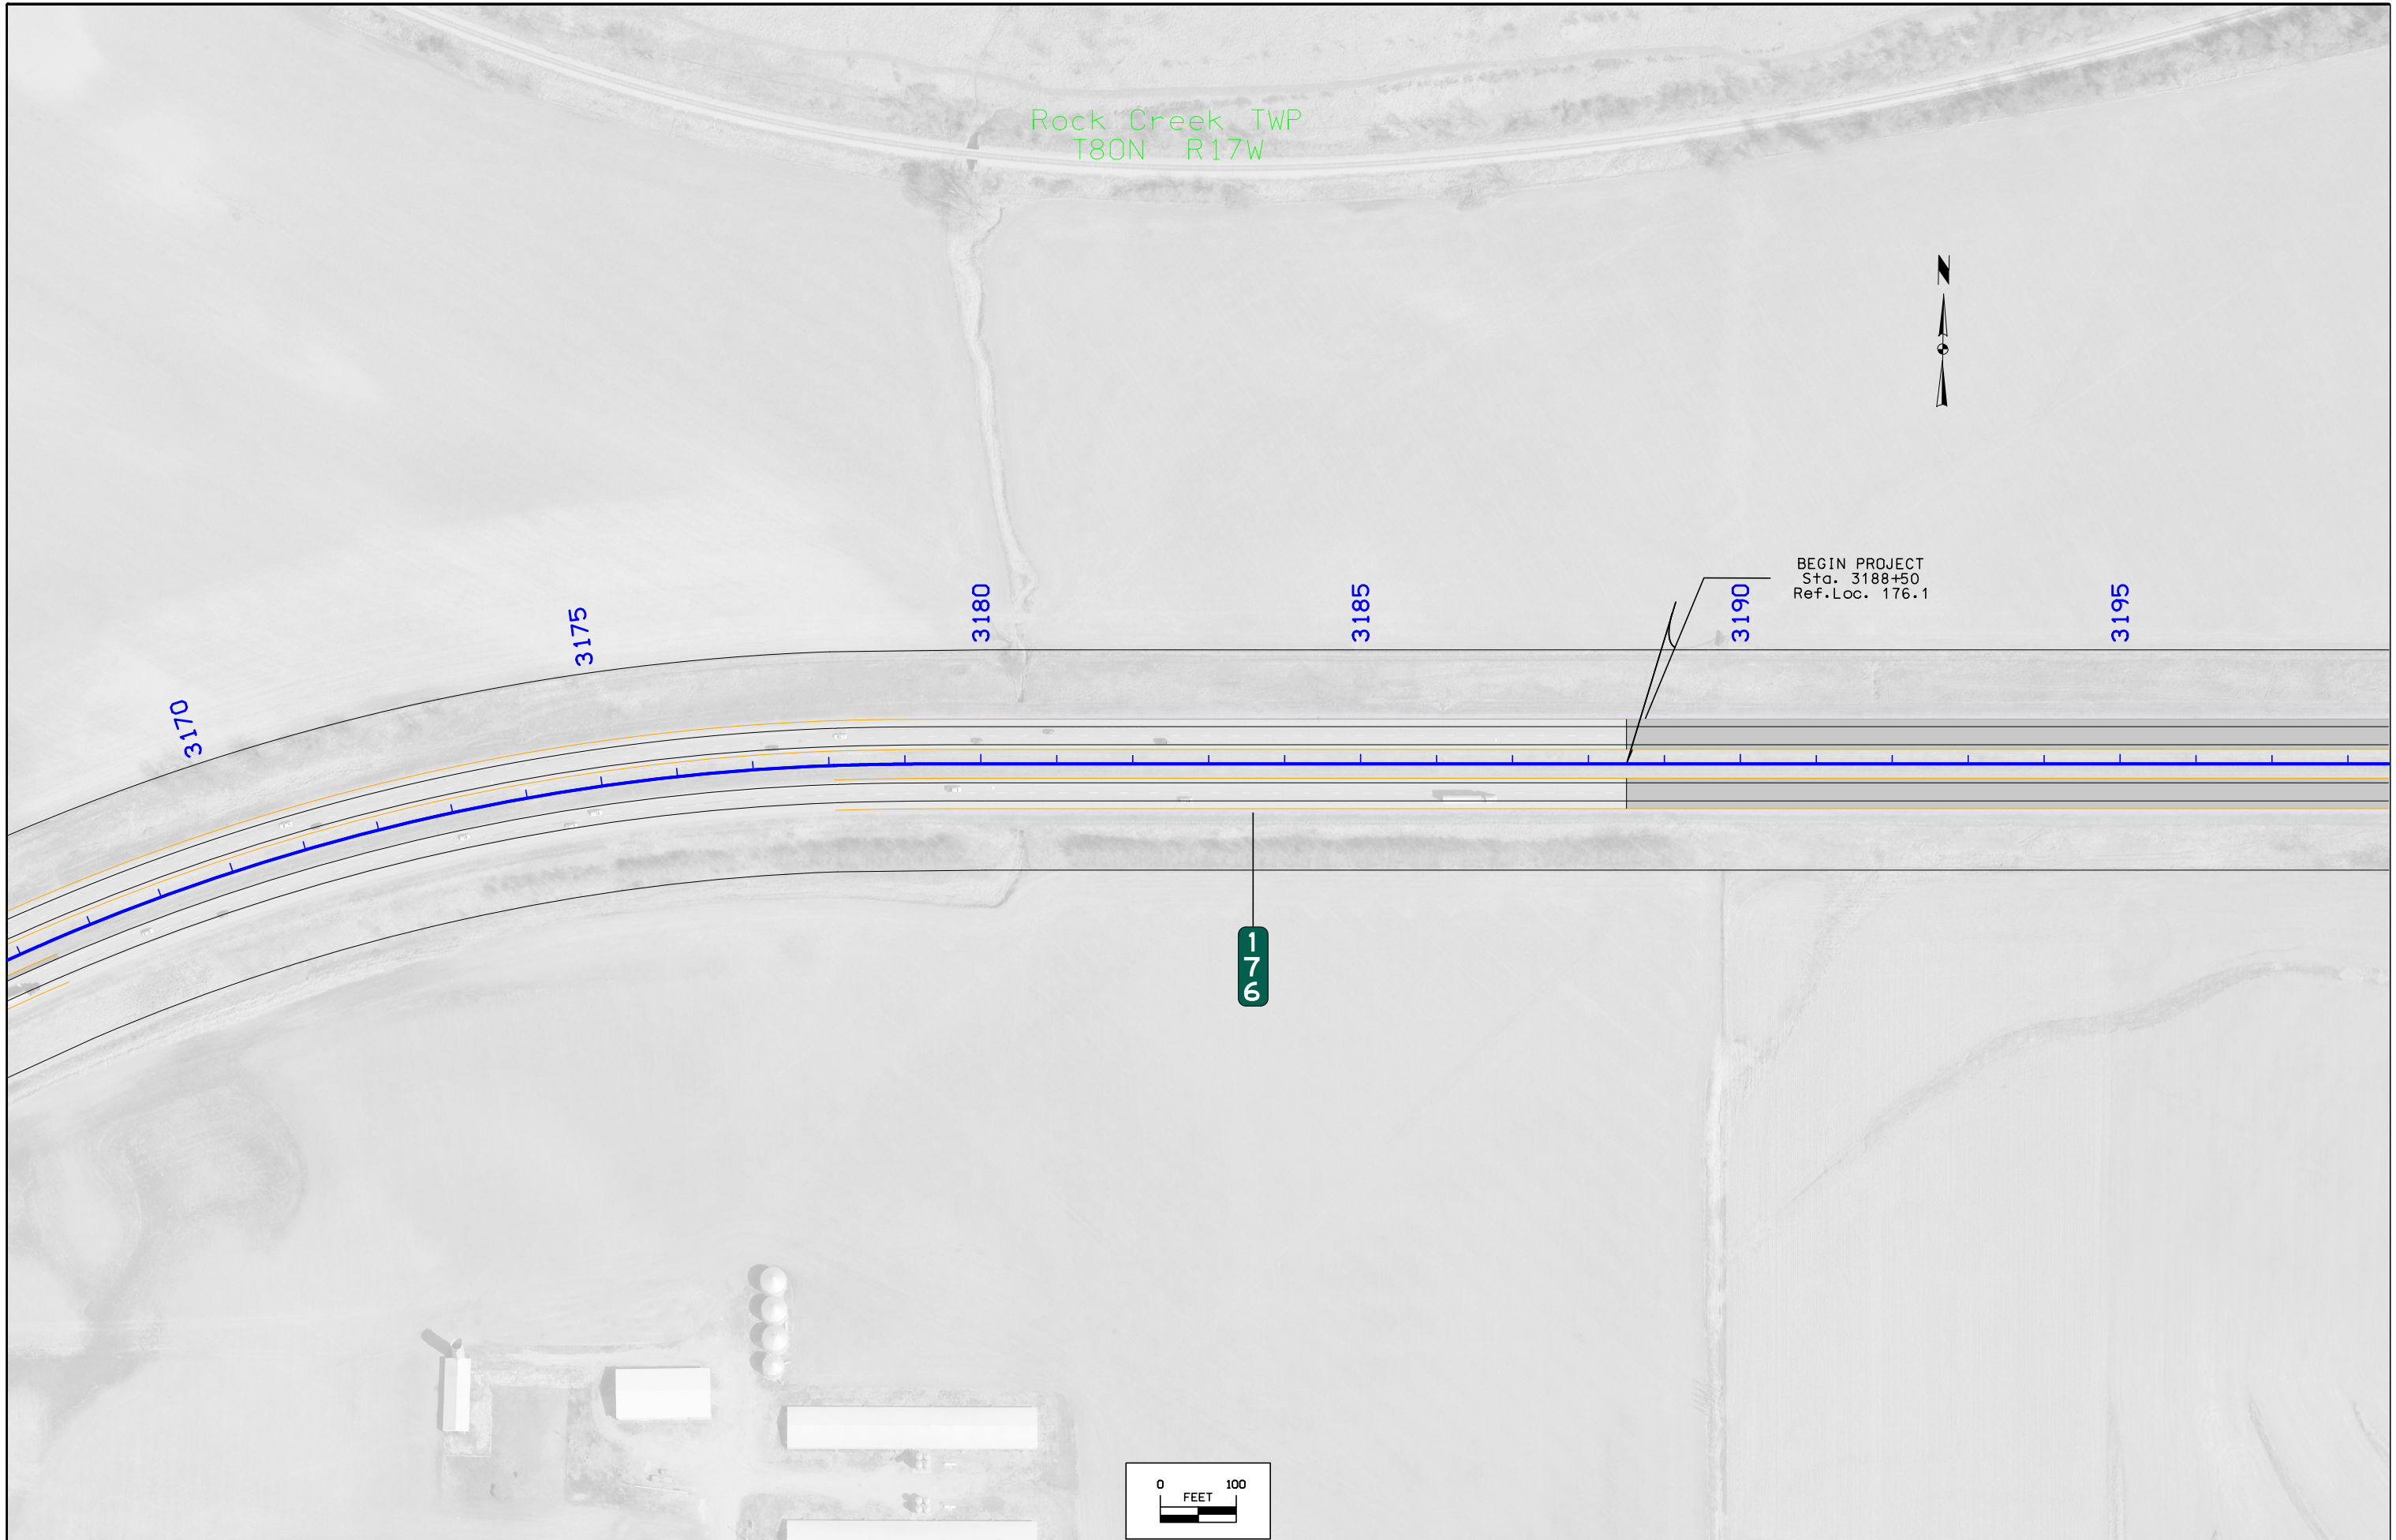 Rock Creek TWP
T80N R17W
N
BEGIN PROJECT
Sta. 3188+50
Ref.Loc. 176.1
3170
3175
3180
3185
3190
3195
1
7
6
0 100
FEET